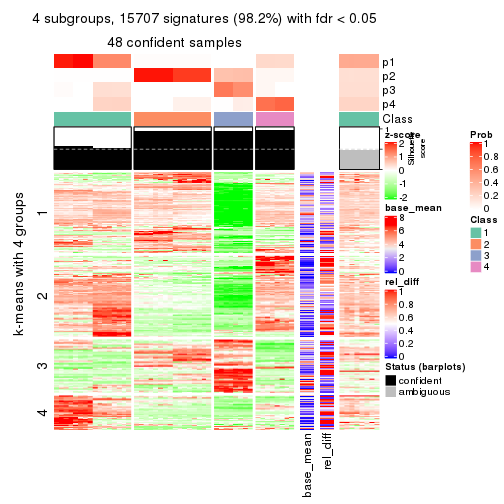 4 subgroups, 15707 signatures (98.2%) with fdr < 0.05
48 confident samples
p1
p2
p3
p4
Class
Silhouette
score
k-means with 4 groups
1
2
3
4
base_mean
rel_diff
z-score
2
1
0
-1
-2
base_mean
8
6
4
2
0
rel_diff
1
0.8
0.6
0.4
0.2
0
Status (barplots)
confident
ambiguous
Prob
1
0.8
0.6
0.4
0.2
0
Class
1
2
3
4